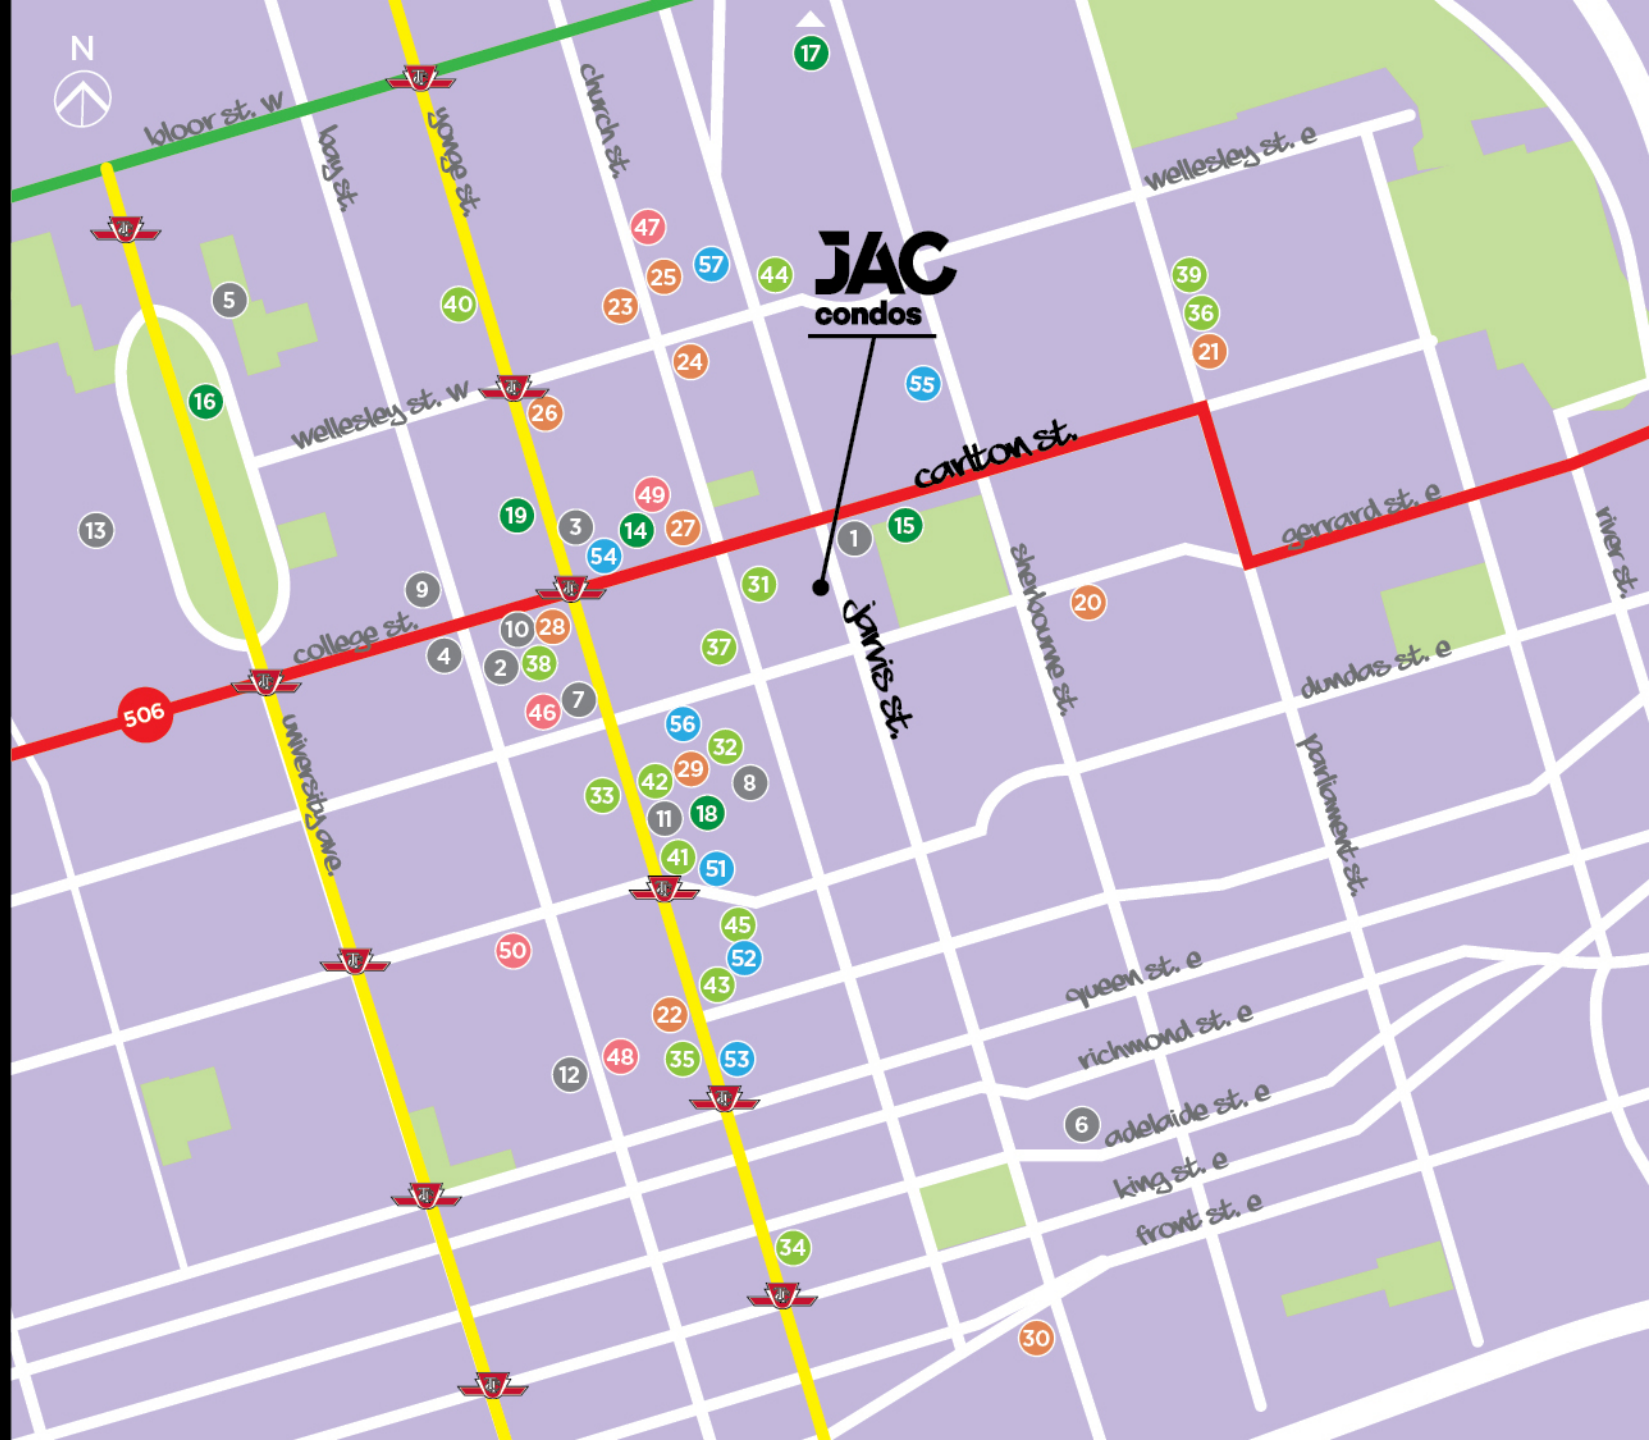 N
17
bloor st. w
bay st.
yonge st.
church st.
wellesley st. e
47
25
57
44
JAC
condos
5
40
23
39
36
21
24
55
16
wellesley st. w
26
carlton st.
13
19
3
49
14
27
54
1
15
gerrard st. e
river st.
9
31
sherbourne st.
20
college st.
10
28
4
2
38
37
jarvis st.
dundas st. e
46
7
506
university ave.
56
32
29
42
33
8
11
18
parliament st.
41
51
45
50
52
43
queen st. e
22
richmond st. e
48
35
53
12
6
adelaide st. e
king st. e
front st. e
34
30